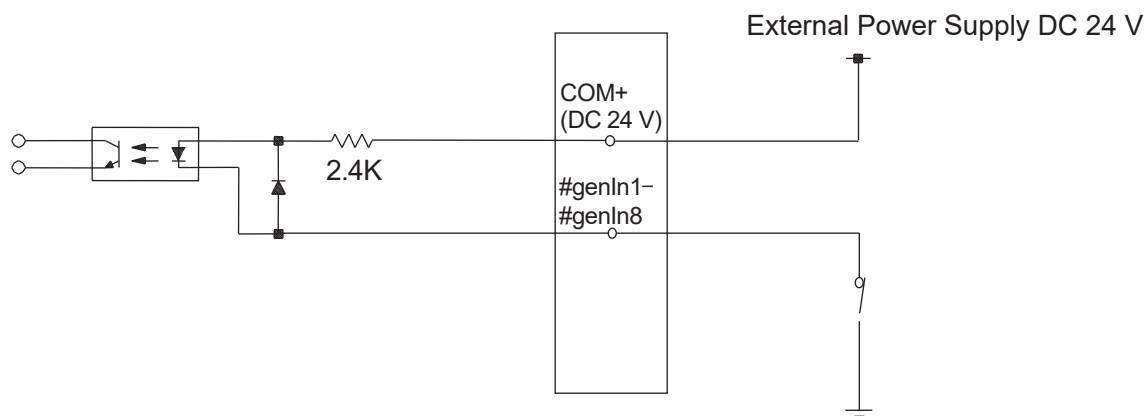 External Power Supply DC 24 V
COM+
(DC 24 V)
2.4K
#genIn1−
#genIn8